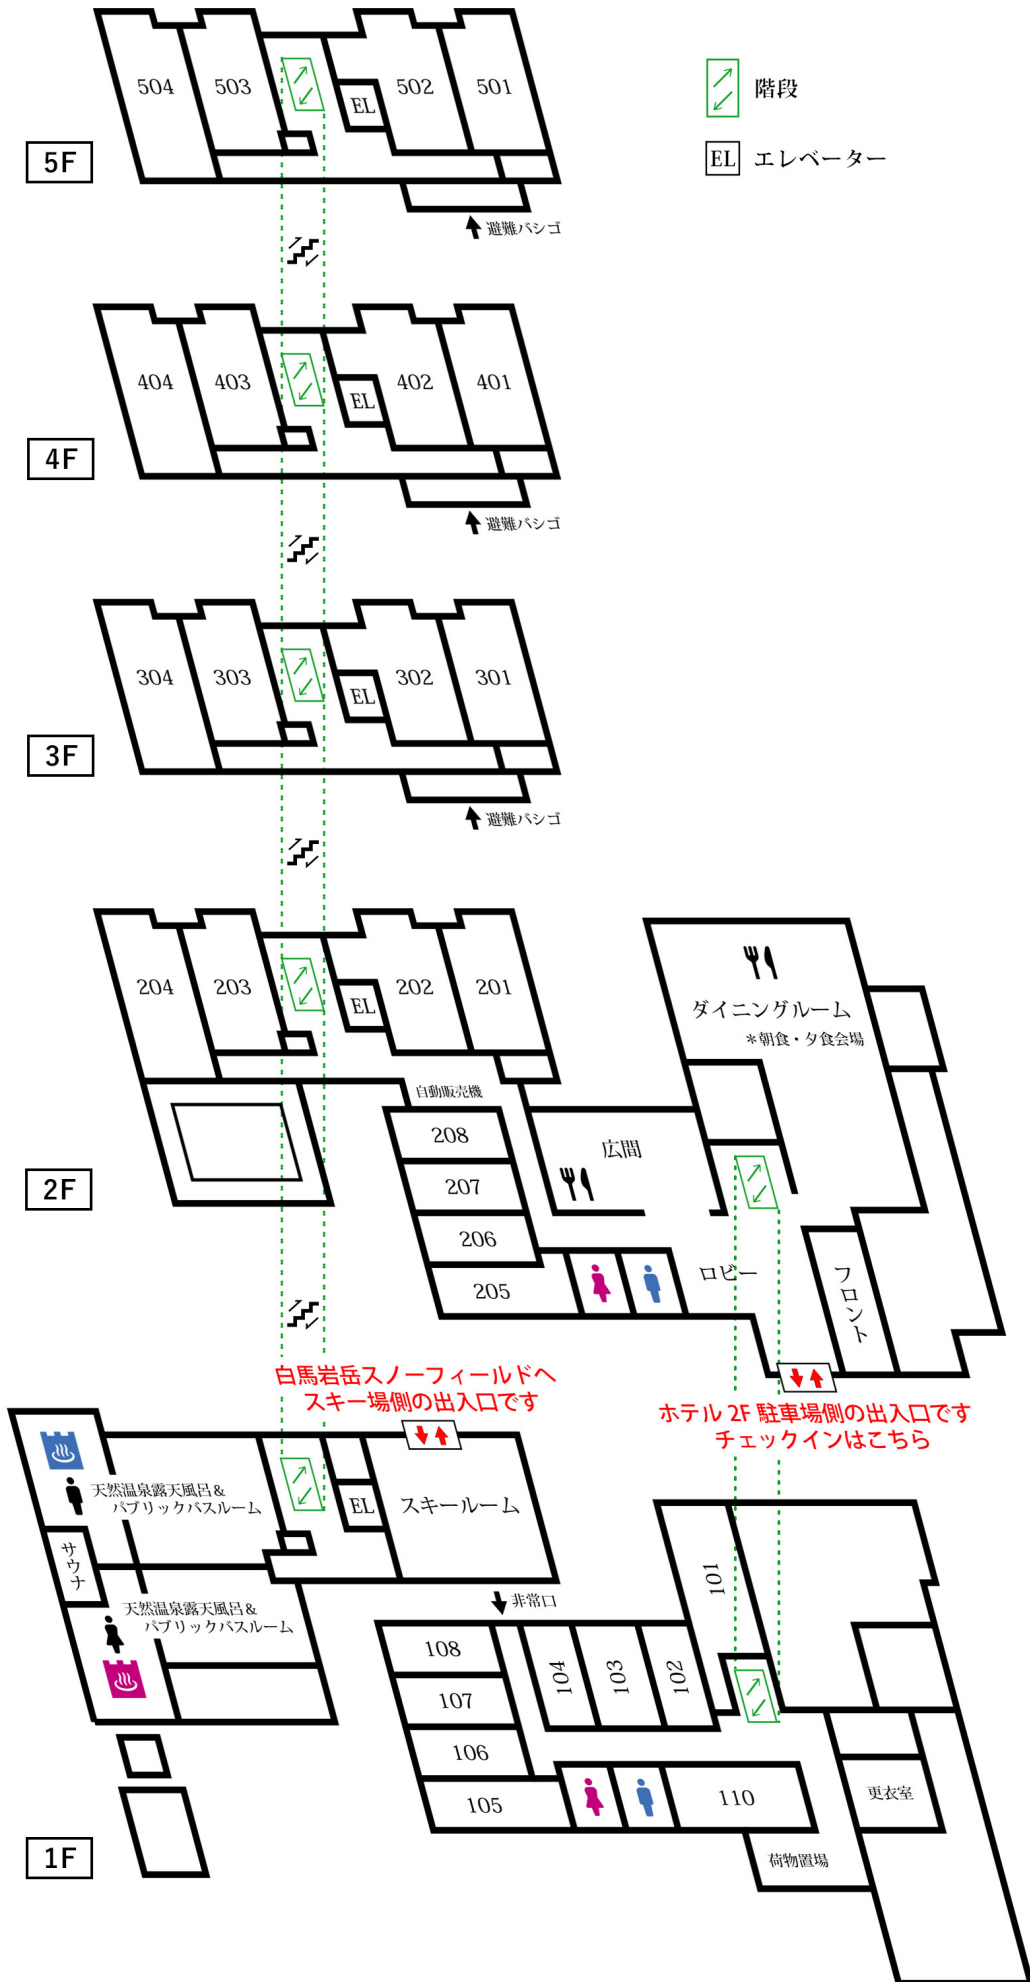 504
503
502
501
EL
5F
避難バシゴ
階段
EL
エレベーター
404
403
402
401
EL
4F
避難バシゴ
304
303
302
301
EL
3F
避難バシゴ
204
203
202
201
EL
自動販売機
208
207
206
205
2F
広間
ダイニングルーム
＊朝食・夕食会場
ロビー
フロント
白馬岩岳スノーフィールドへ
スキー場側の出入口です
ホテル2F 駐車場側の出入口です
チェックインはこちら
天然温泉露天風呂＆
パブリックバスルーム
サウナ
天然温泉露天風呂＆
パブリックバスルーム
EL
スキールーム
非常口
108
107
106
105
104
103
102
101
110
更衣室
荷物置場
1F